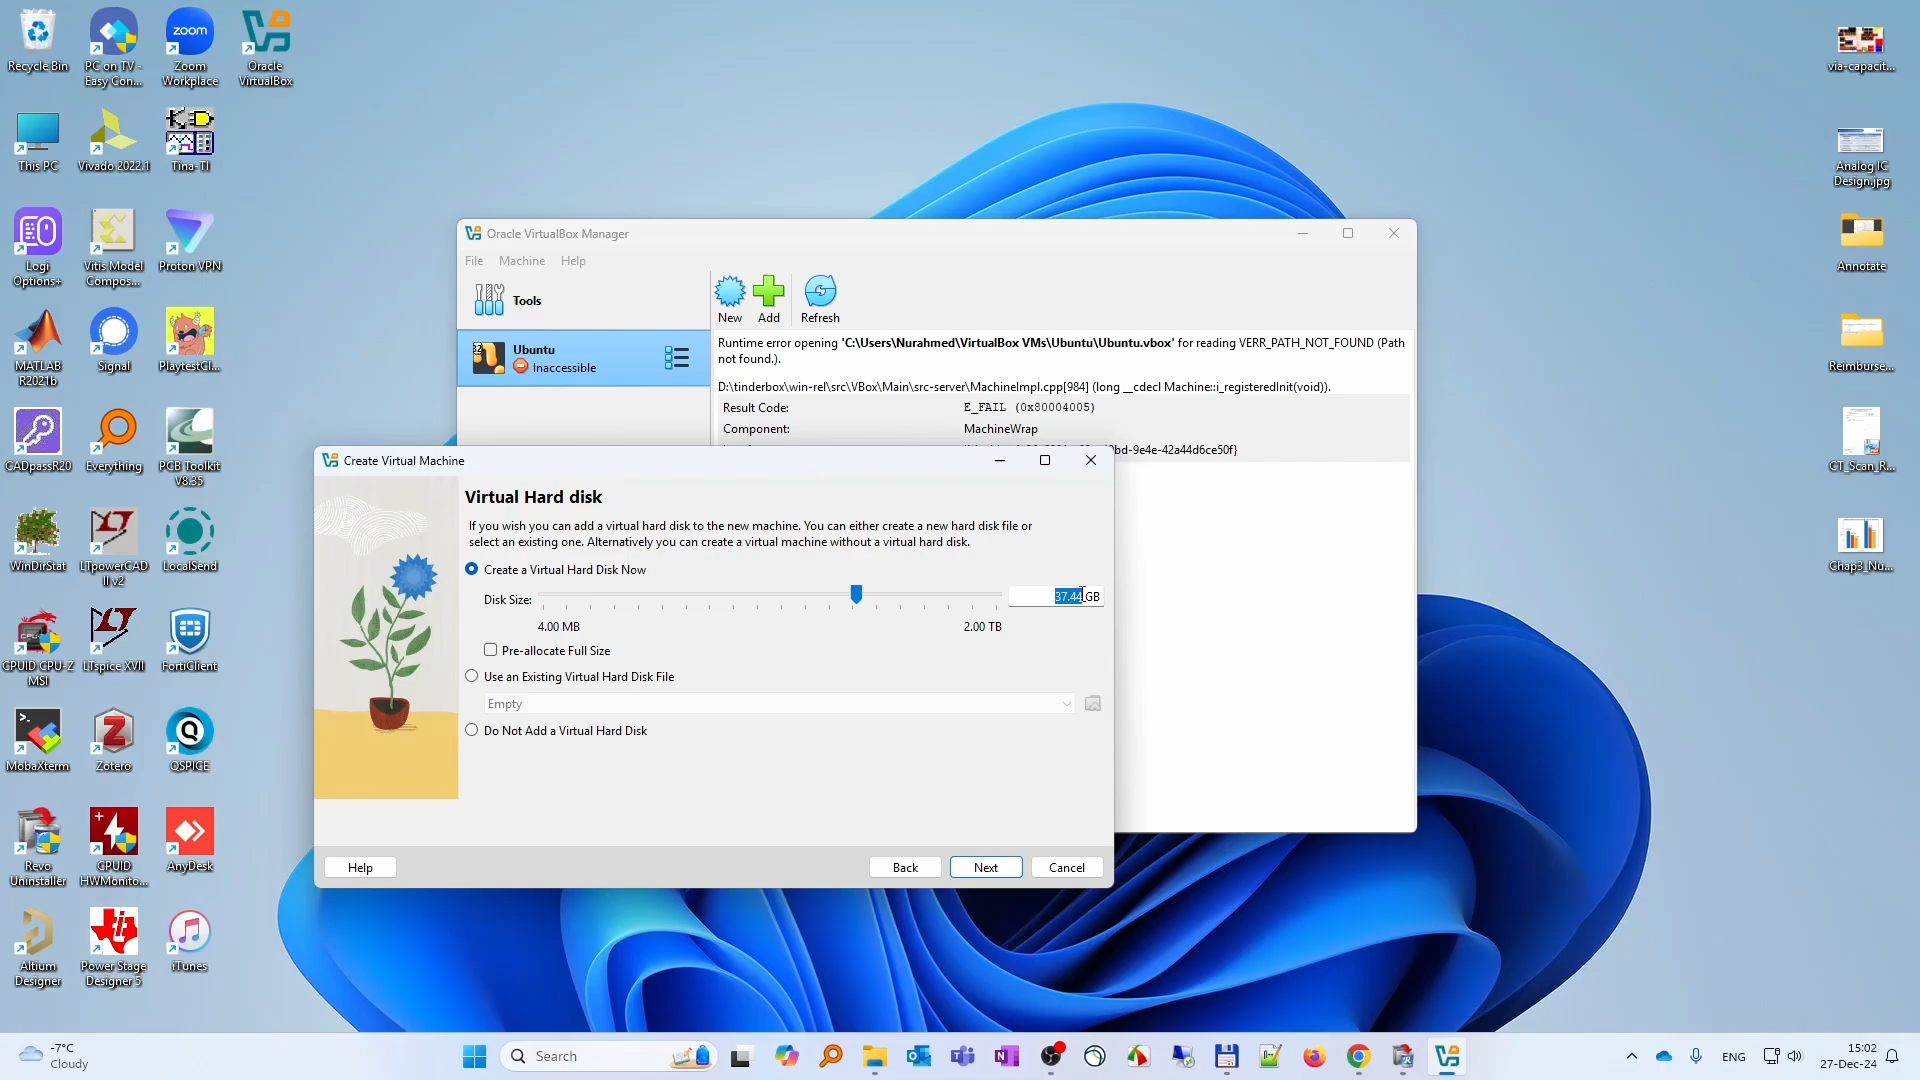 Recycle Bin
PC on TV -
Easy Con...
zoom
Zoom
Workplace
Oracle
VirtualBox
This PC
Vivado 2022.1
Tina-TI
Logi
Options+
Vitis Model
Compos...
Proton VPN
MATLAB
R2021b
Signal
PlaytestCl...
CADpassR20
Everything
PCB Toolkit
V8.35
WinDirStat
LTpowerCAD
II v2
LocalSend
CPUID CPU-Z
MSI
LTspice XVII
FortiClient
MobaXterm
Zotero
QSPICE
Revo
Uninstaller
CPUID
HWMonito...
AnyDesk
Altium
Designer
Power Stage
Designer 5
iTunes
via-capacit...
Analog IC
Design.jpg
Annotate
Reimburse...
CT_Scan_R...
Chap3_Nu...
Oracle VirtualBox Manager
File Machine Help
Tools
New Add Refresh
32
Ubuntu
Inaccessible
Runtime error opening 'C:\Users\Nurahmed\VirtualBox VMs\Ubuntu\Ubuntu.vbox' for reading VERR_PATH_NOT_FOUND (Path
not found.).
D:\tinderbox\win-rel\src\VBox\Main\src-server\MachineImpl.cpp[984] (long __cdecl Machine::i_registeredInit(void)).
Result Code: E_FAIL (0x80004005)
Component: MachineWrap
bd-9e4e-42a44d6ce50f}
Create Virtual Machine
Virtual Hard disk
If you wish you can add a virtual hard disk to the new machine. You can either create a new hard disk file or
select an existing one. Alternatively you can create a virtual machine without a virtual hard disk.
Create a Virtual Hard Disk Now
Disk Size: 37.44 GB
4.00 MB 2.00 TB
Pre-allocate Full Size
Use an Existing Virtual Hard Disk File
Empty
Do Not Add a Virtual Hard Disk
Help Back Next Cancel
-7°C
Cloudy
Search
ENG
15:02
27-Dec-24